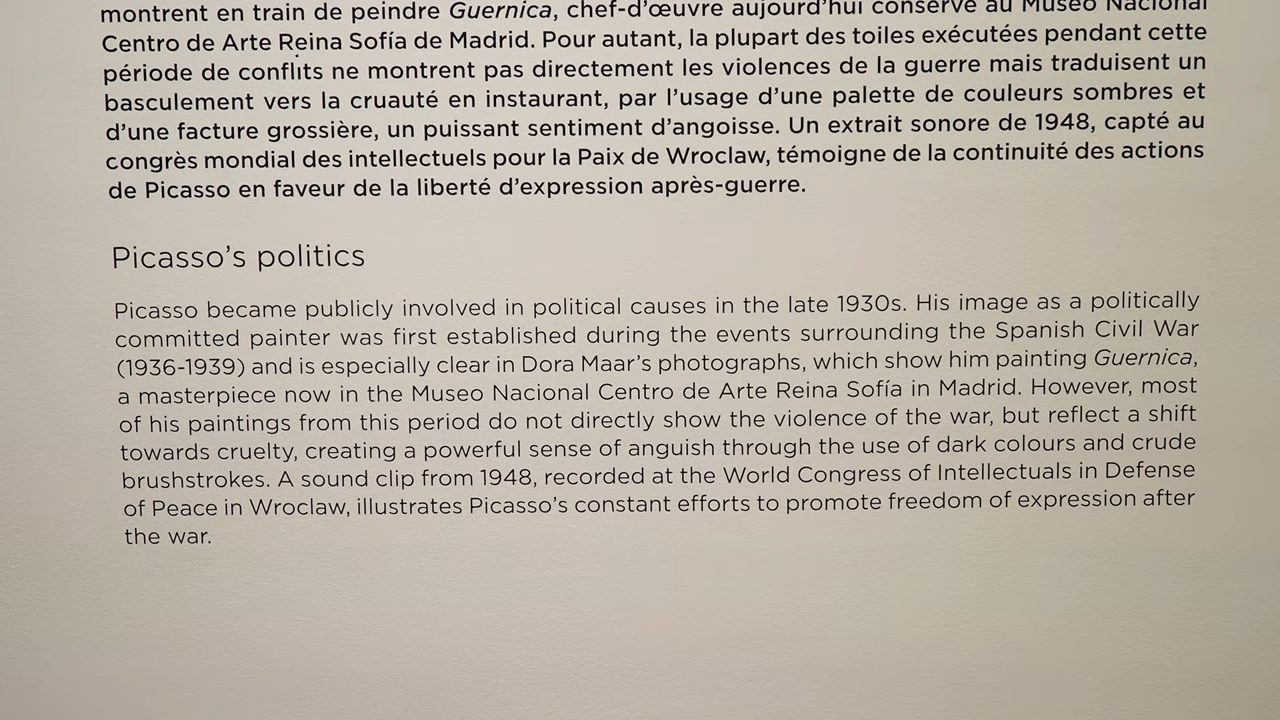 montrent en train de peindre Guernica, chef-d'œuvre aujourd'hui conservé au Museo Nacional
Centro de Arte Reina Sofía de Madrid. Pour autant, la plupart des toiles exécutées pendant cette
période de conflits ne montrent pas directement les violences de la guerre mais traduisent un
basculement vers la cruauté en instaurant, par l'usage d'une palette de couleurs sombres et
d'une facture grossière, un puissant sentiment d'angoisse. Un extrait sonore de 1948, capté au
congrès mondial des intellectuels pour la Paix de Wroclaw, témoigne de la continuité des actions
de Picasso en faveur de la liberté d'expression après-guerre.
Picasso's politics
Picasso became publicly involved in political causes in the late 1930s. His image as a politically
committed painter was first established during the events surrounding the Spanish Civil War
(1936-1939) and is especially clear in Dora Maar's photographs, which show him painting Guernica,
a masterpiece now in the Museo Nacional Centro de Arte Reina Sofía in Madrid. However, most
of his paintings from this period do not directly show the violence of the war, but reflect a shift
towards cruelty, creating a powerful sense of anguish through the use of dark colours and crude
brushstrokes. A sound clip from 1948, recorded at the World Congress of Intellectuals in Defense
of Peace in Wroclaw, illustrates Picasso's constant efforts to promote freedom of expression after
the war.